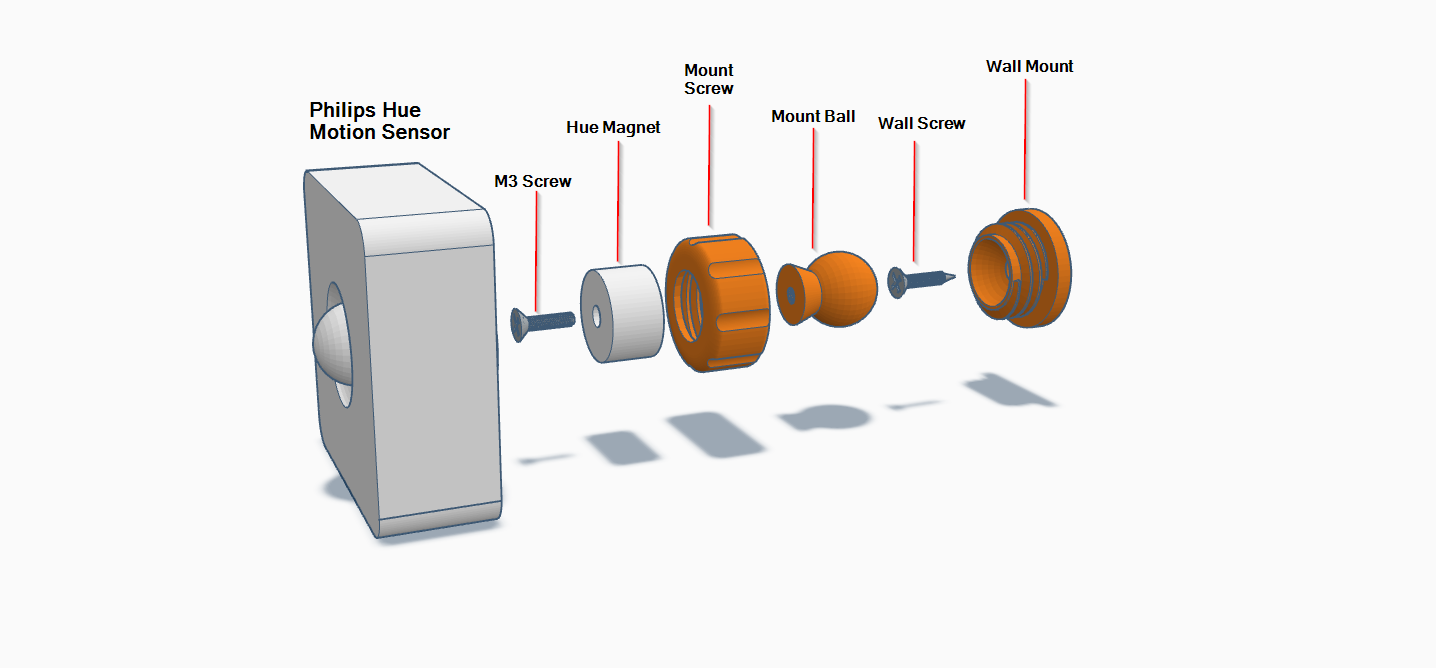 Philips Hue
Motion Sensor
M3 Screw
Hue Magnet
Mount
Screw
Mount Ball
Wall Screw
Wall Mount